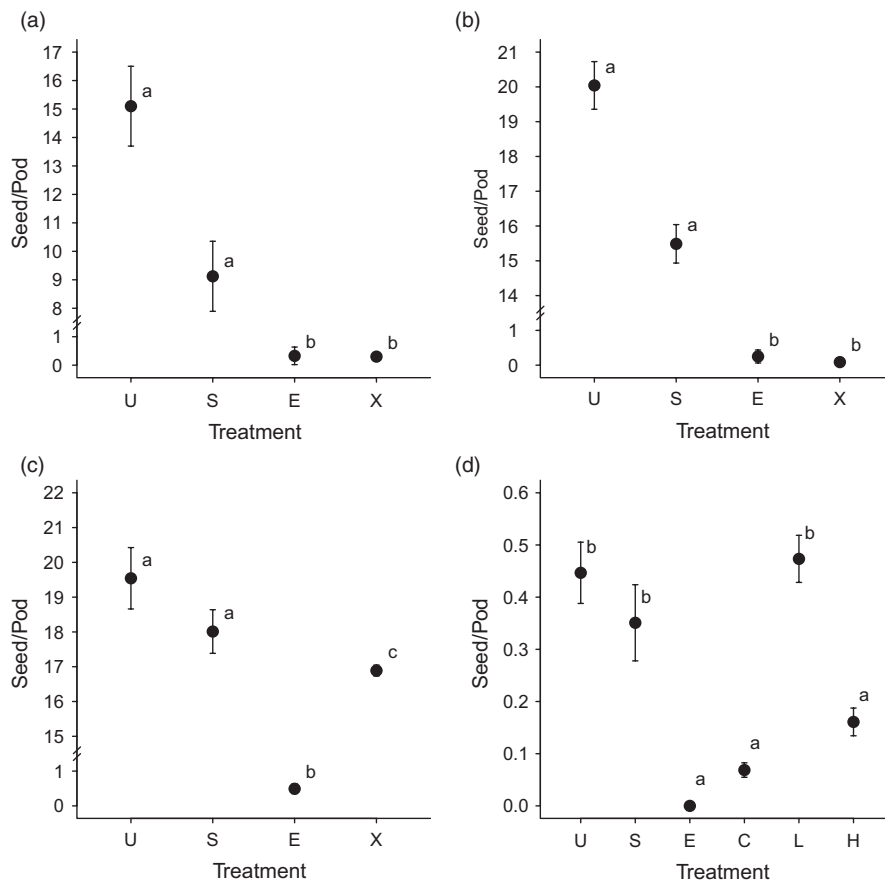 (a)
17
16
15
14
13
12
11
10
9
8
1
0
Seed/Pod
a
a
b
b
U S E X
Treatment
(b)
21
20
19
18
17
16
15
14
1
0
Seed/Pod
a
a
b
b
U S E X
Treatment
(c)
22
21
20
19
18
17
16
15
1
0
Seed/Pod
a
a
b
c
U S E X
Treatment
(d)
0.6
0.5
0.4
0.3
0.2
0.1
0.0
Seed/Pod
b
b
a
a
b
a
U S E C L H
Treatment